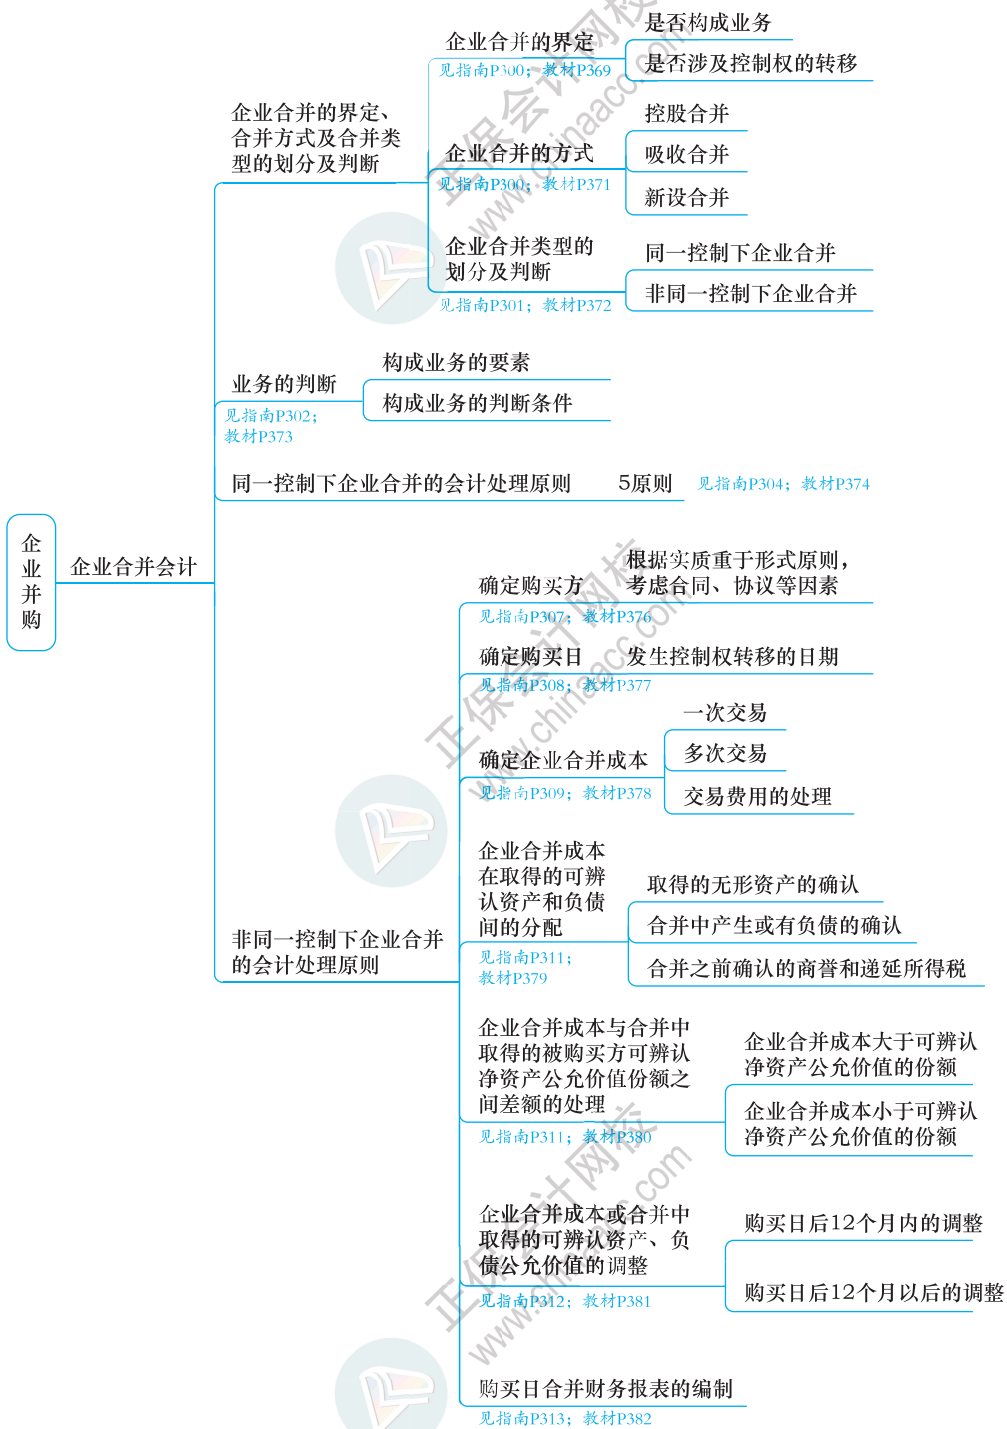 企业并购
企业合并会计
企业合并的界定、
合并方式及合并类
型的划分及判断
企业合并的界定
见指南P300；教材P369
是否构成业务
是否涉及控制权的转移
企业合并的方式
见指南P300；教材P371
控股合并
吸收合并
新设合并
企业合并类型的
划分及判断
见指南P301；教材P372
同一控制下企业合并
非同一控制下企业合并
业务的判断
见指南P302；
教材P373
构成业务的要素
构成业务的判断条件
同一控制下企业合并的会计处理原则
5原则
见指南P304；教材P374
非同一控制下企业合并
的会计处理原则
确定购买方
见指南P307；教材P376
根据实质重于形式原则，
考虑合同、协议等因素
确定购买日
见指南P308；教材P377
发生控制权转移的日期
确定企业合并成本
见指南P309；教材P378
一次交易
多次交易
交易费用的处理
企业合并成本
在取得的可辨
认资产和负债
间的分配
见指南P311；
教材P379
取得的无形资产的确认
合并中产生或有负债的确认
合并之前确认的商誉和递延所得税
企业合并成本与合并中
取得的被购买方可辨认
净资产公允价值份额之
间差额的处理
见指南P311；教材P380
企业合并成本大于可辨认
净资产公允价值的份额
企业合并成本小于可辨认
净资产公允价值的份额
企业合并成本或合并中
取得的可辨认资产、负
债公允价值的调整
见指南P312；教材P381
购买日后12个月内的调整
购买日后12个月以后的调整
购买日合并财务报表的编制
见指南P313；教材P382
正保会计网校
www.chinaacc.com
正保会计网校
www.chinaacc.com
正保会计网校
www.chinaacc.com